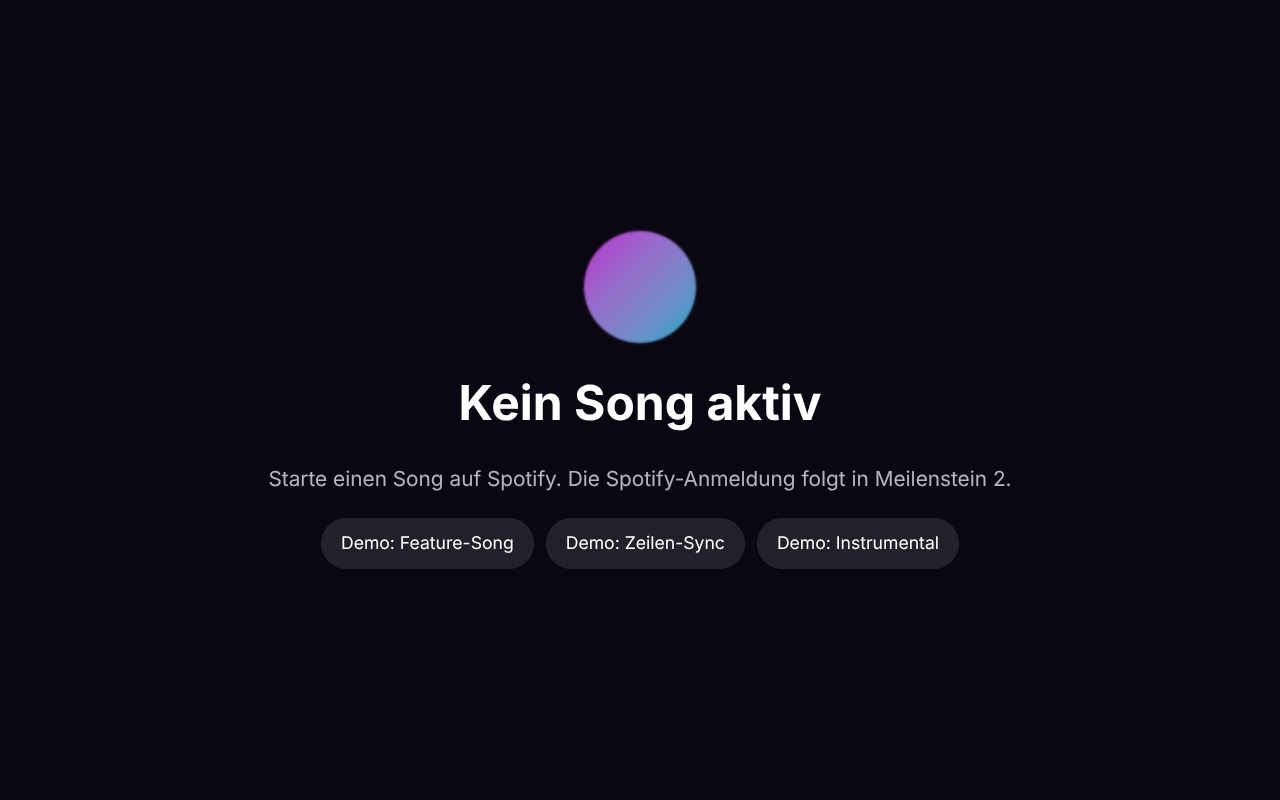 Kein Song aktiv
Starte einen Song auf Spotify. Die Spotify-Anmeldung folgt in Meilenstein 2.
Demo: Feature-Song
Demo: Zeilen-Sync
Demo: Instrumental